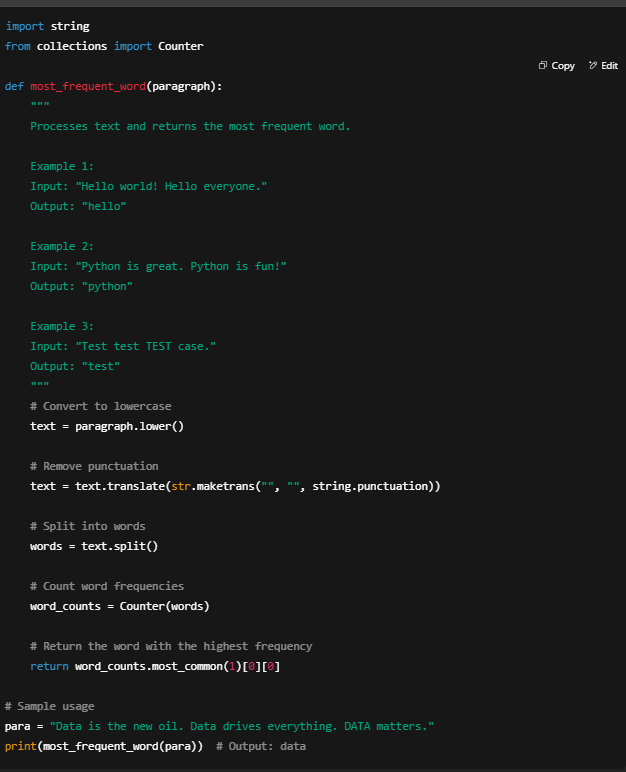 import string
from collections import Counter
Copy Edit
def most_frequent_word(paragraph):
    """
    Processes text and returns the most frequent word.

    Example 1:
    Input: "Hello world! Hello everyone."
    Output: "hello"

    Example 2:
    Input: "Python is great. Python is fun!"
    Output: "python"

    Example 3:
    Input: "Test test TEST case."
    Output: "test"
    """
    # Convert to lowercase
    text = paragraph.lower()

    # Remove punctuation
    text = text.translate(str.maketrans("", "", string.punctuation))

    # Split into words
    words = text.split()

    # Count word frequencies
    word_counts = Counter(words)

    # Return the word with the highest frequency
    return word_counts.most_common(1)[0][0]

# Sample usage
para = "Data is the new oil. Data drives everything. DATA matters."
print(most_frequent_word(para))  # Output: data